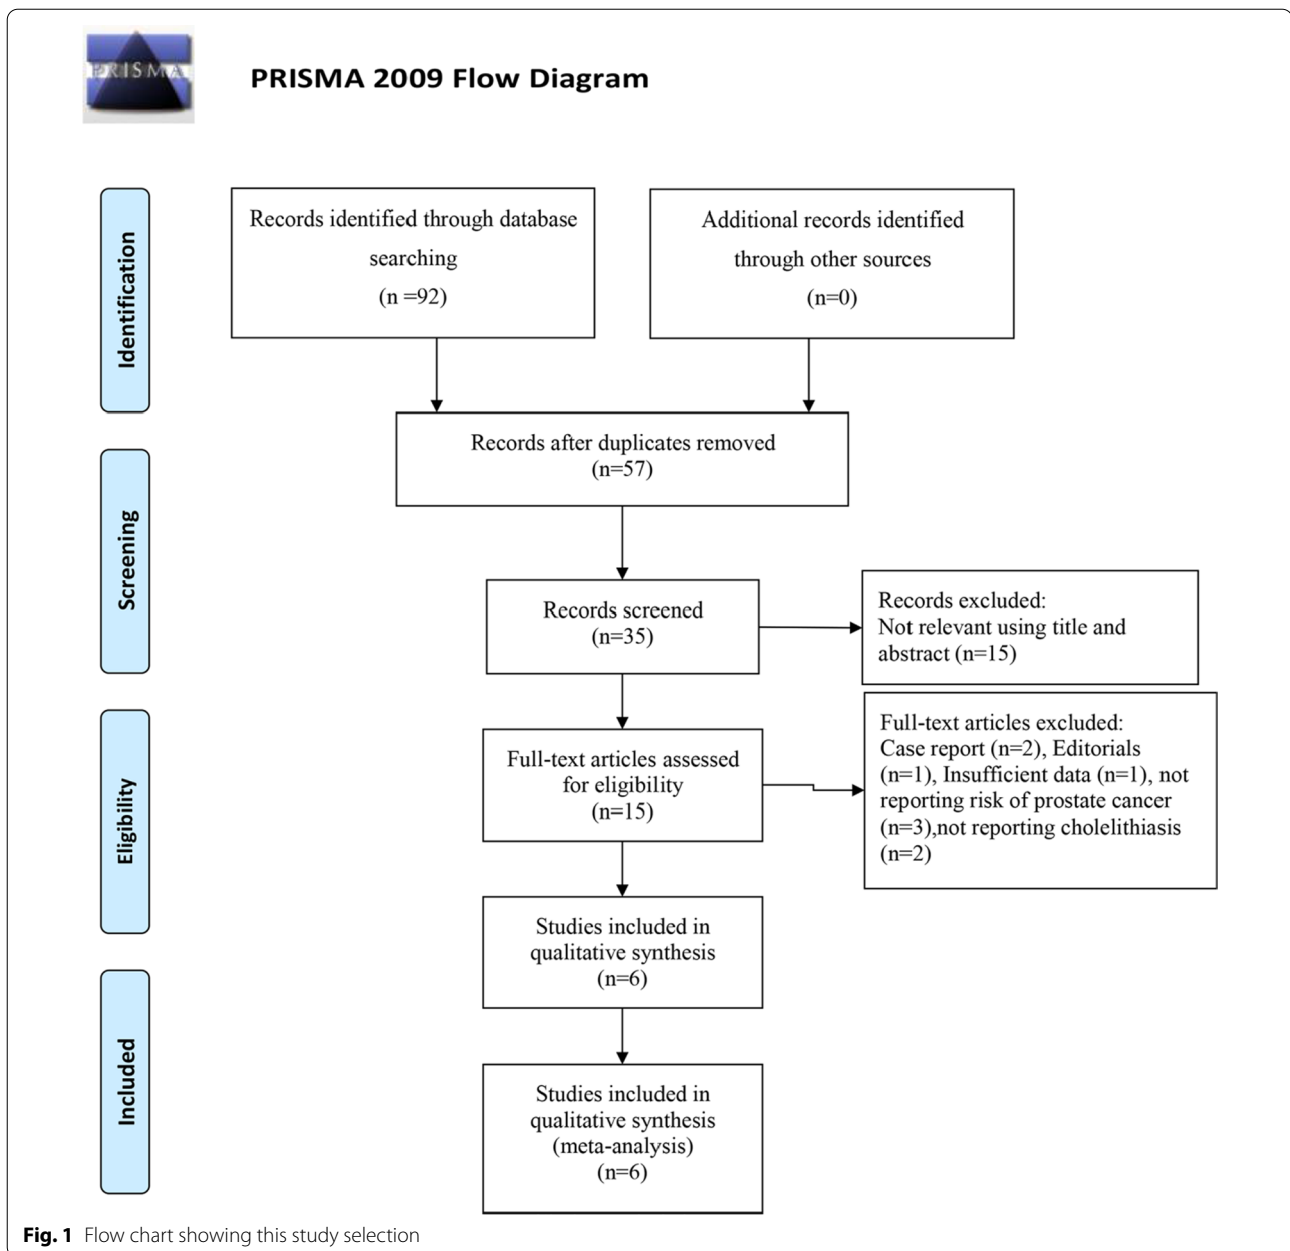 PRISMA
PRISMA 2009 Flow Diagram
Identification
Records identified through database
searching
(n =92)
Additional records identified
through other sources
(n=0)
Records after duplicates removed
(n=57)
Screening
Records screened
(n=35)
Records excluded:
Not relevant using title and
abstract (n=15)
Eligibility
Full-text articles assessed
for eligibility
(n=15)
Full-text articles excluded:
Case report (n=2), Editorials
(n=1), Insufficient data (n=1), not
reporting risk of prostate cancer
(n=3),not reporting cholelithiasis
(n=2)
Studies included in
qualitative synthesis
(n=6)
Included
Studies included in
qualitative synthesis
(meta-analysis)
(n=6)
Fig. 1 Flow chart showing this study selection